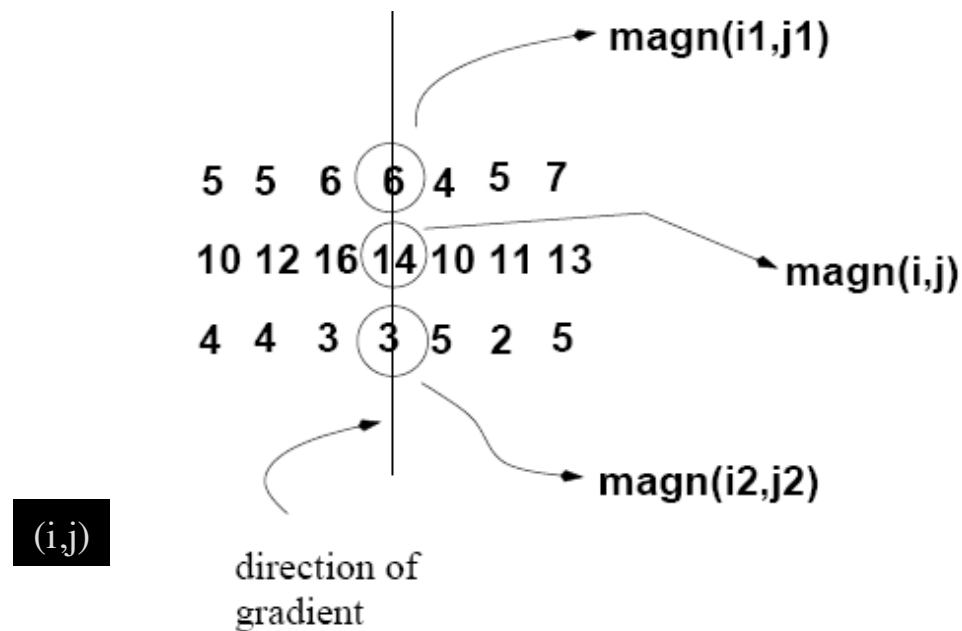 magn(i1,j1)
5 5 6 6 4 5 7
10 12 16 14 10 11 13
magn(i,j)
4 4 3 3 5 2 5
magn(i2,j2)
(i,j)
direction of
gradient